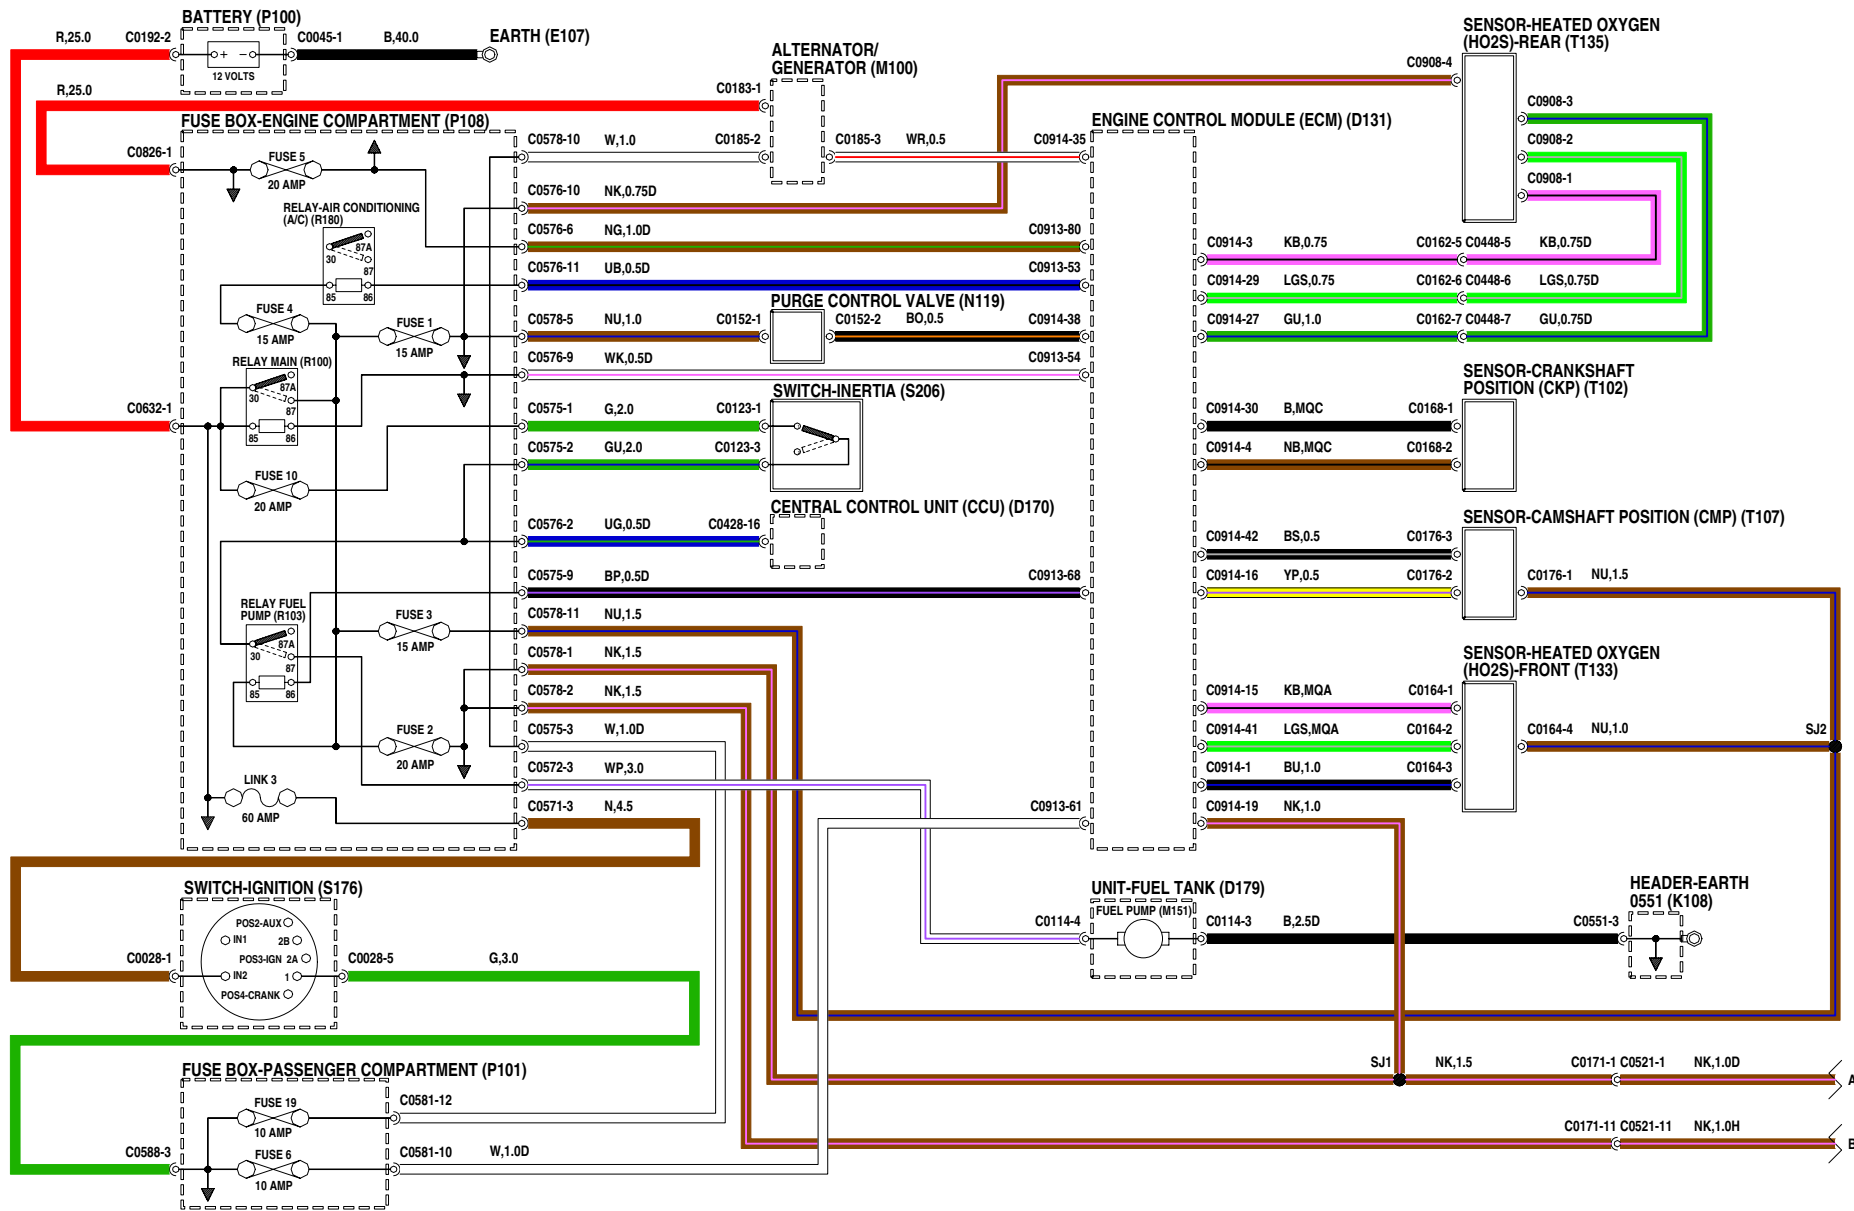 BATTERY (P100)
R,25.0
C0192-2
+ −
12 VOLTS
C0045-1
B,40.0
EARTH (E107)
R,25.0
ALTERNATOR/
GENERATOR (M100)
C0183-1
C0185-2
C0185-3
WR,0.5
C0914-35
FUSE BOX-ENGINE COMPARTMENT (P108)
C0826-1
FUSE 5
20 AMP
RELAY-AIR CONDITIONING
(A/C) (R180)
87A
30
87
85
86
FUSE 4
15 AMP
FUSE 1
15 AMP
RELAY MAIN (R100)
87A
30
87
85
86
C0632-1
FUSE 10
20 AMP
RELAY FUEL
PUMP (R103)
87A
30
87
85
86
FUSE 3
15 AMP
FUSE 2
20 AMP
LINK 3
60 AMP
C0578-10
W,1.0
C0576-10
NK,0.75D
C0576-6
NG,1.0D
C0913-80
C0576-11
UB,0.5D
C0913-53
C0578-5
NU,1.0
C0152-1
PURGE CONTROL VALVE (N119)
C0152-2
BO,0.5
C0914-38
C0576-9
WK,0.5D
C0913-54
SWITCH-INERTIA (S206)
C0575-1
G,2.0
C0123-1
C0575-2
GU,2.0
C0123-3
CENTRAL CONTROL UNIT (CCU) (D170)
C0576-2
UG,0.5D
C0428-16
C0575-9
BP,0.5D
C0913-68
C0578-11
NU,1.5
C0578-1
NK,1.5
C0578-2
NK,1.5
C0575-3
W,1.0D
C0572-3
WP,3.0
C0571-3
N,4.5
C0913-61
ENGINE CONTROL MODULE (ECM) (D131)
SENSOR-HEATED OXYGEN
(HO2S)-REAR (T135)
C0908-4
C0908-3
C0908-2
C0908-1
C0914-3
KB,0.75
C0162-5 C0448-5
KB,0.75D
C0914-29
LGS,0.75
C0162-6 C0448-6
LGS,0.75D
C0914-27
GU,1.0
C0162-7 C0448-7
GU,0.75D
SENSOR-CRANKSHAFT
POSITION (CKP) (T102)
C0914-30
B,MQC
C0168-1
C0914-4
NB,MQC
C0168-2
SENSOR-CAMSHAFT POSITION (CMP) (T107)
C0914-42
BS,0.5
C0176-3
C0914-16
YP,0.5
C0176-2
C0176-1
NU,1.5
SENSOR-HEATED OXYGEN
(HO2S)-FRONT (T133)
C0914-15
KB,MQA
C0164-1
C0914-41
LGS,MQA
C0164-2
C0164-4
NU,1.0
SJ2
C0914-1
BU,1.0
C0164-3
C0914-19
NK,1.0
SWITCH-IGNITION (S176)
POS2-AUX
IN1
2B
POS3-IGN 2A
IN2
1
POS4-CRANK
C0028-1
C0028-5
G,3.0
UNIT-FUEL TANK (D179)
FUEL PUMP (M151)
C0114-4
C0114-3
B,2.5D
C0551-3
HEADER-EARTH
0551 (K108)
FUSE BOX-PASSENGER COMPARTMENT (P101)
FUSE 19
10 AMP
C0581-12
C0588-3
FUSE 6
10 AMP
C0581-10
W,1.0D
SJ1
NK,1.5
C0171-1 C0521-1
NK,1.0D
A
C0171-11 C0521-11
NK,1.0H
B